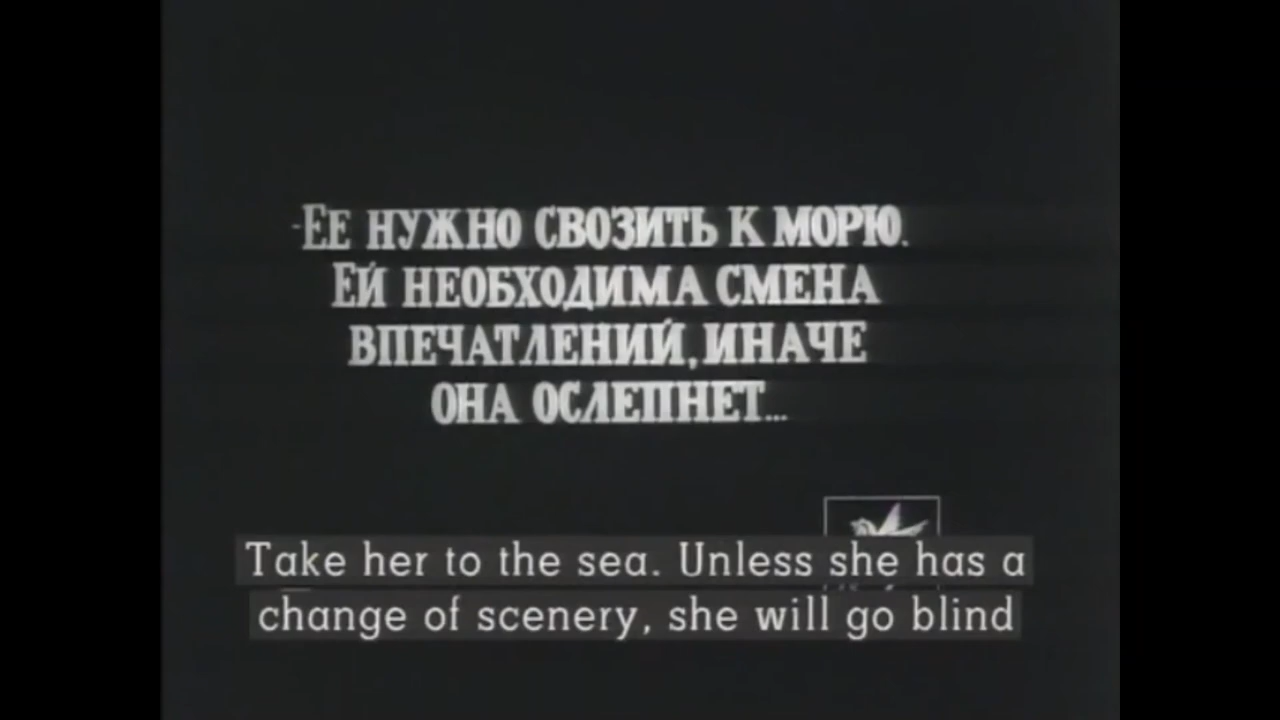 -Ее нужно свозить к морю.
Ей необходима смена
впечатлений, иначе
она ослепнет...
Take her to the sea. Unless she has a
change of scenery, she will go blind